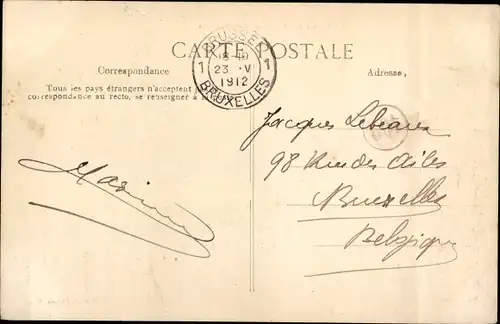 CARTE POSTALE
BRUSSEL
1 1
23 V
1912
BRUXELLES
Correspondance
Adresse,
Tous les pays étrangers n'acceptent
correspondance au recto, se renseigner à
Jacques Lebeau
98 Rue des Ailes
Bruxelles
Belgique